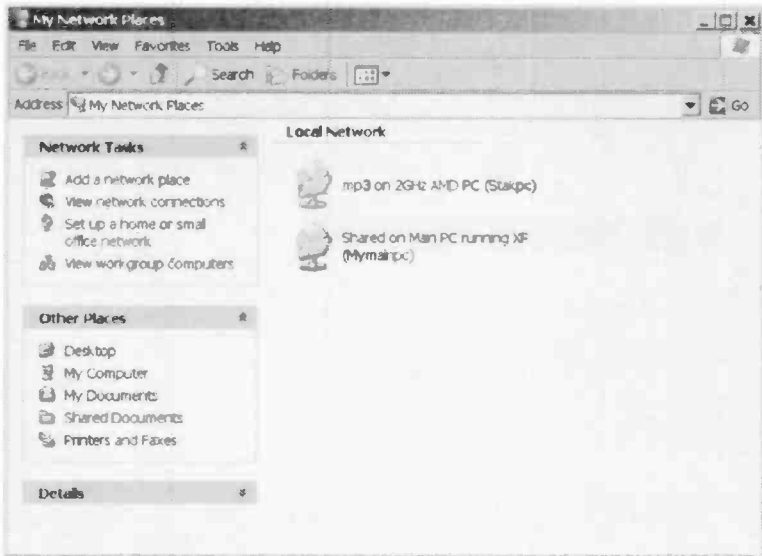 My Network Places
File Edit View Favorites Tools Help
Back Search Folders
Address My Network Places Go
Network Tasks
Add a network place
View network connections
Set up a home or small
office network
View workgroup computers
Other Places
Desktop
My Computer
My Documents
Shared Documents
Printers and Faxes
Details
Local Network
mp3 on 2GHz AMD PC (Stakpc)
Shared on Main PC running XP
(Mymainpc)